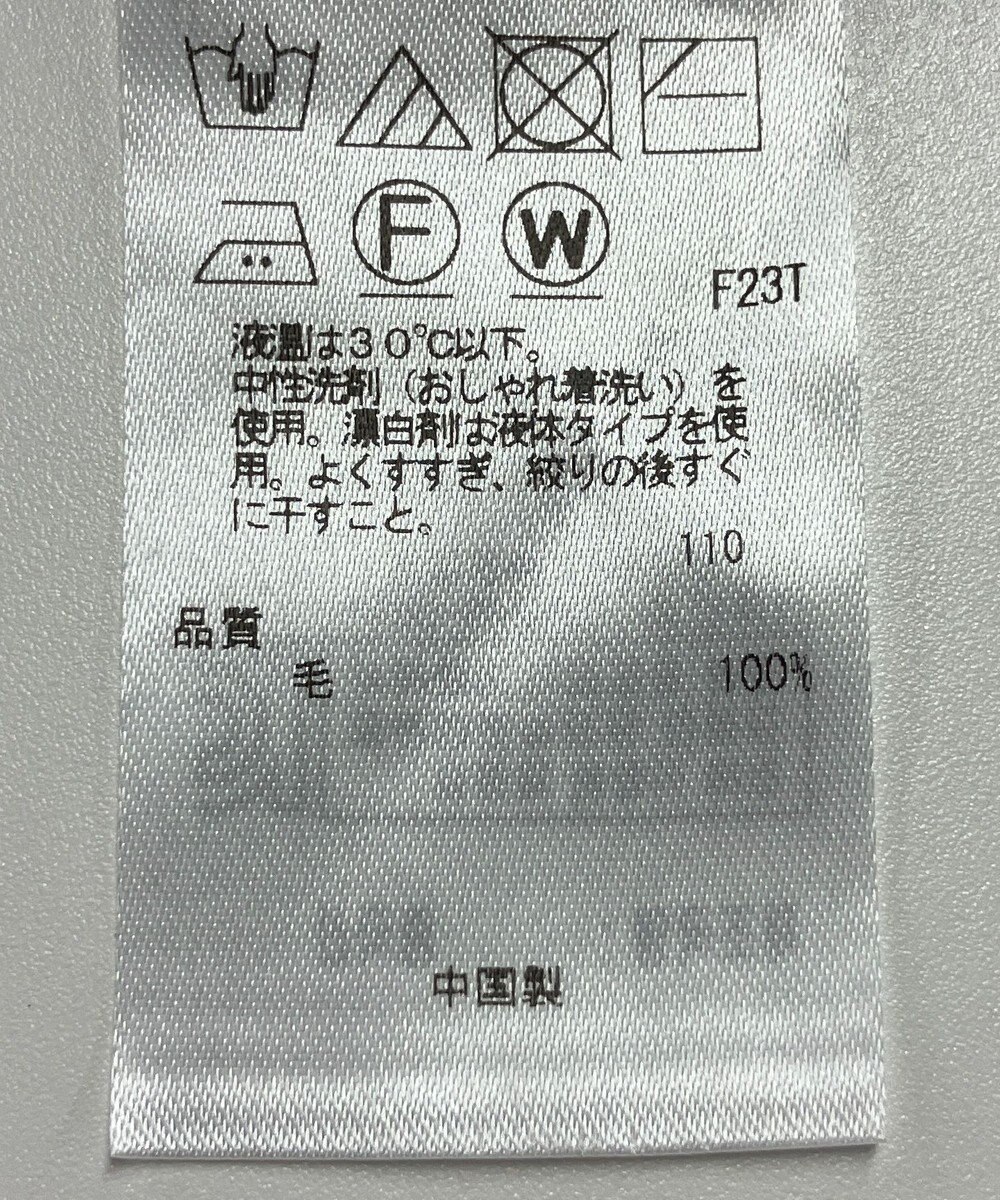 F
W
F23T
液温は30℃以下。
中性洗剤(おしゃれ着洗い)を
使用。漂白剤は液体タイプを使
用。よくすすぎ、絞りの後すぐ
に干すこと。
110
品質
毛 100%
中国製